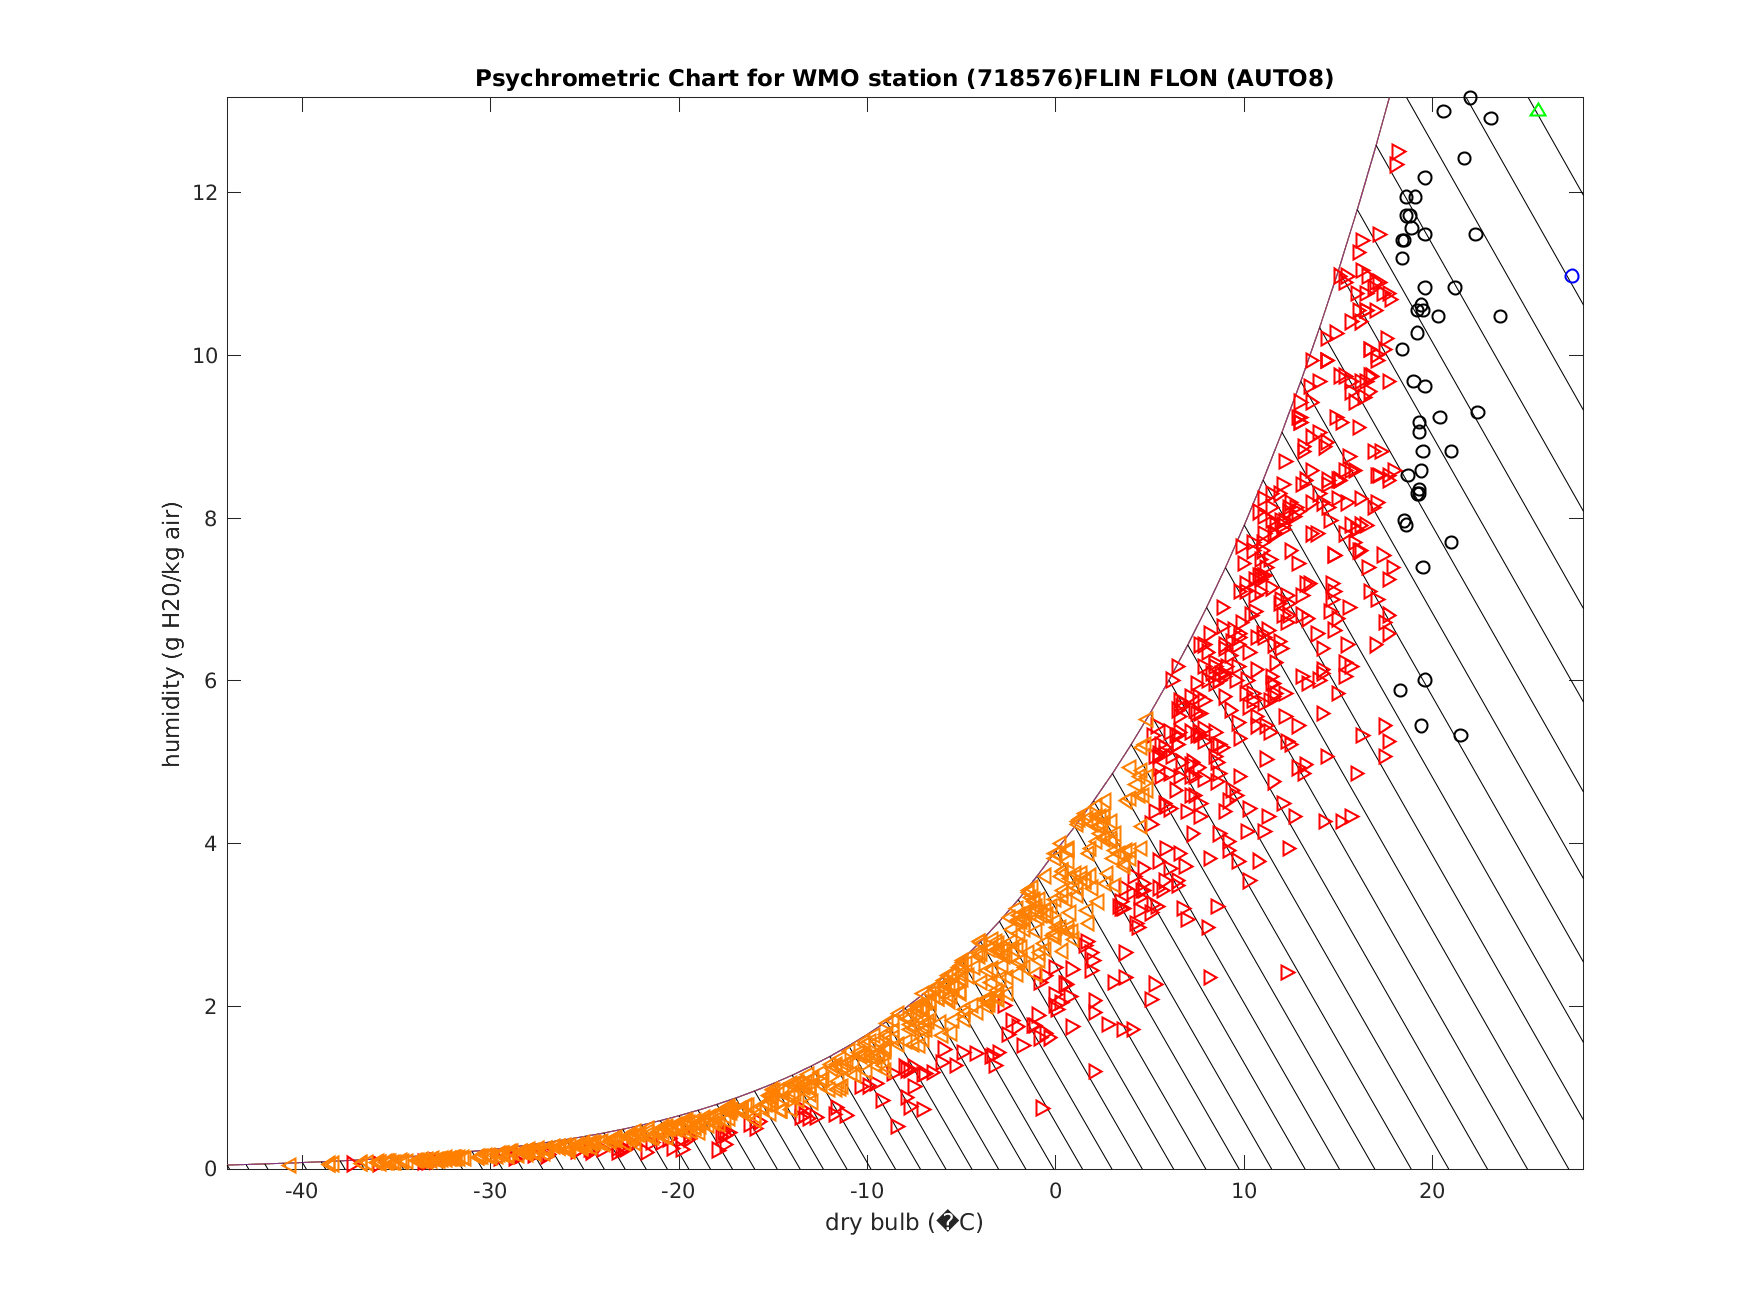 Psychrometric Chart for WMO station (718576)FLIN FLON (AUTO8)
12
10
8
6
4
2
0
humidity (g H20/kg air)
-40 -30 -20 -10 0 10 20
dry bulb (�C)